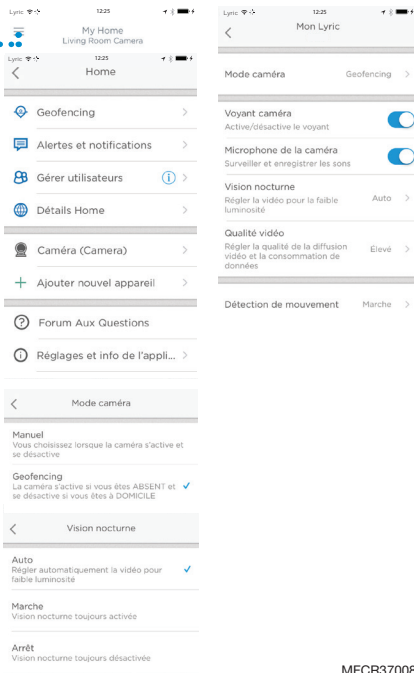 Lyric 12:25
My Home
Living Room Camera
Lyric 12:25
Home
Geofencing
Alertes et notifications
Gérer utilisateurs
Détails Home
Caméra (Camera)
Ajouter nouvel appareil
Forum Aux Questions
Réglages et info de l'appli...
Mode caméra
Manuel
Vous choisissez lorsque la caméra s'active et
se désactive
Geofencing
La caméra s'active si vous êtes ABSENT et
se désactive si vous êtes à DOMICILE
Vision nocturne
Auto
Régler automatiquement la vidéo pour
faible luminosité
Marche
Vision nocturne toujours activée
Arrêt
Vision nocturne toujours désactivée
Lyric 12:25
Mon Lyric
Mode caméra Geofencing
Voyant caméra
Active/désactive le voyant
Microphone de la caméra
Surveiller et enregistrer les sons
Vision nocturne
Régler la vidéo pour la faible
luminosité
Auto
Qualité vidéo
Régler la qualité de la diffusion
vidéo et la consommation de
données
Élevé
Détection de mouvement Marche
MFCR37008